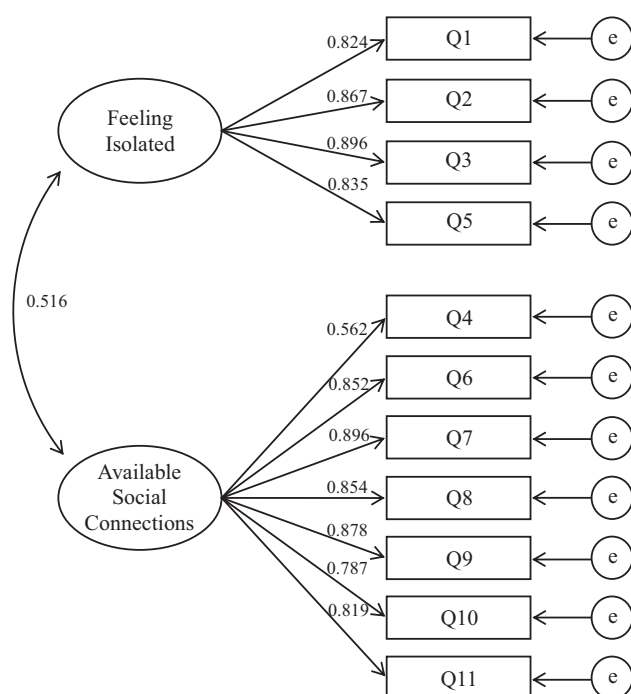 0.824
Q1
e
Feeling
Isolated
0.867
Q2
e
0.896
Q3
e
0.835
Q5
e
0.516
0.562
Q4
e
0.852
Q6
e
0.896
Q7
e
Available
Social
Connections
0.854
Q8
e
0.878
Q9
e
0.787
Q10
e
0.819
Q11
e